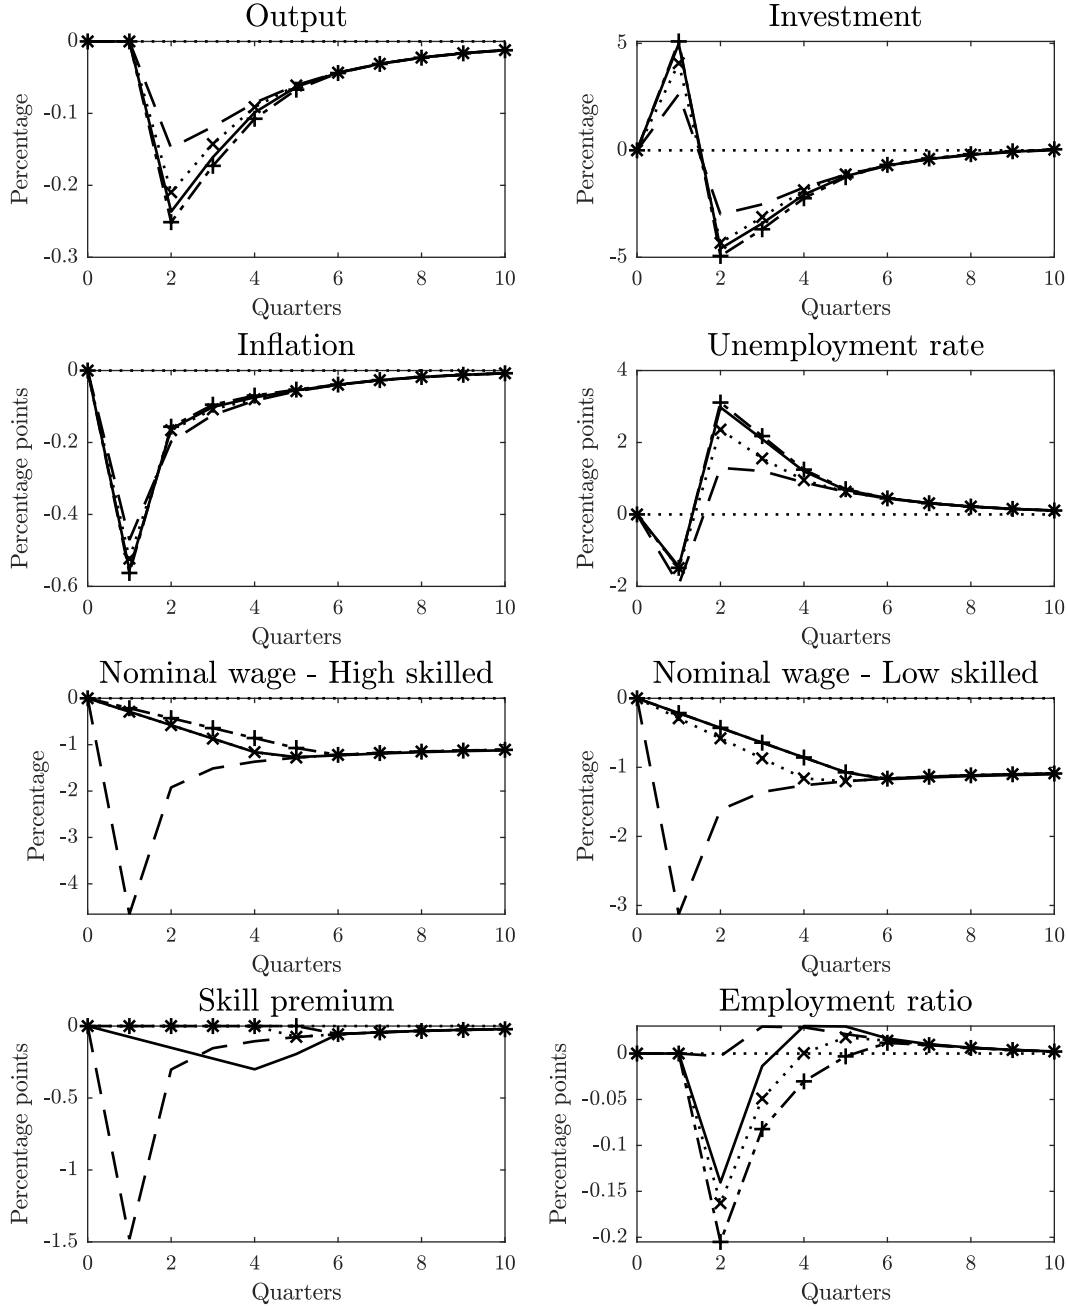 Output
Percentage
0
-0.1
-0.2
-0.3
0 2 4 6 8 10
Quarters
Investment
Percentage
5
0
-5
0 2 4 6 8 10
Quarters
Inflation
Percentage points
0
-0.2
-0.4
-0.6
0 2 4 6 8 10
Quarters
Unemployment rate
Percentage points
4
2
0
-2
0 2 4 6 8 10
Quarters
Nominal wage - High skilled
Percentage
0
-1
-2
-3
-4
0 2 4 6 8 10
Quarters
Nominal wage - Low skilled
Percentage
0
-1
-2
-3
0 2 4 6 8 10
Quarters
Skill premium
Percentage points
0
-0.5
-1
-1.5
0 2 4 6 8 10
Quarters
Employment ratio
Percentage points
0
-0.05
-0.1
-0.15
-0.2
0 2 4 6 8 10
Quarters